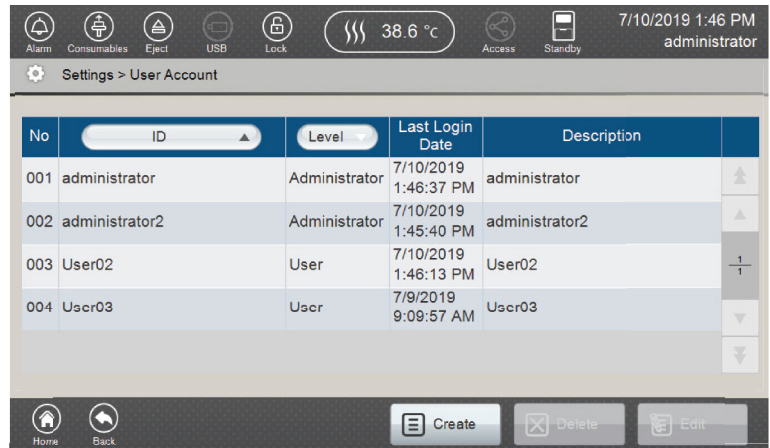 7/10/2019 1:46 PM
38.6 °c
administrator
Alarm Consumables Eject USB Lock Access Standby
Settings > User Account
No ID Level Last Login Date Description
001 administrator Administrator 7/10/2019 1:46:37 PM administrator
002 administrator2 Administrator 7/10/2019 1:45:40 PM administrator2
003 User02 User 7/10/2019 1:46:13 PM User02
004 User03 User 7/9/2019 9:09:57 AM User03
1
1
Create Delete Edit
Home Back